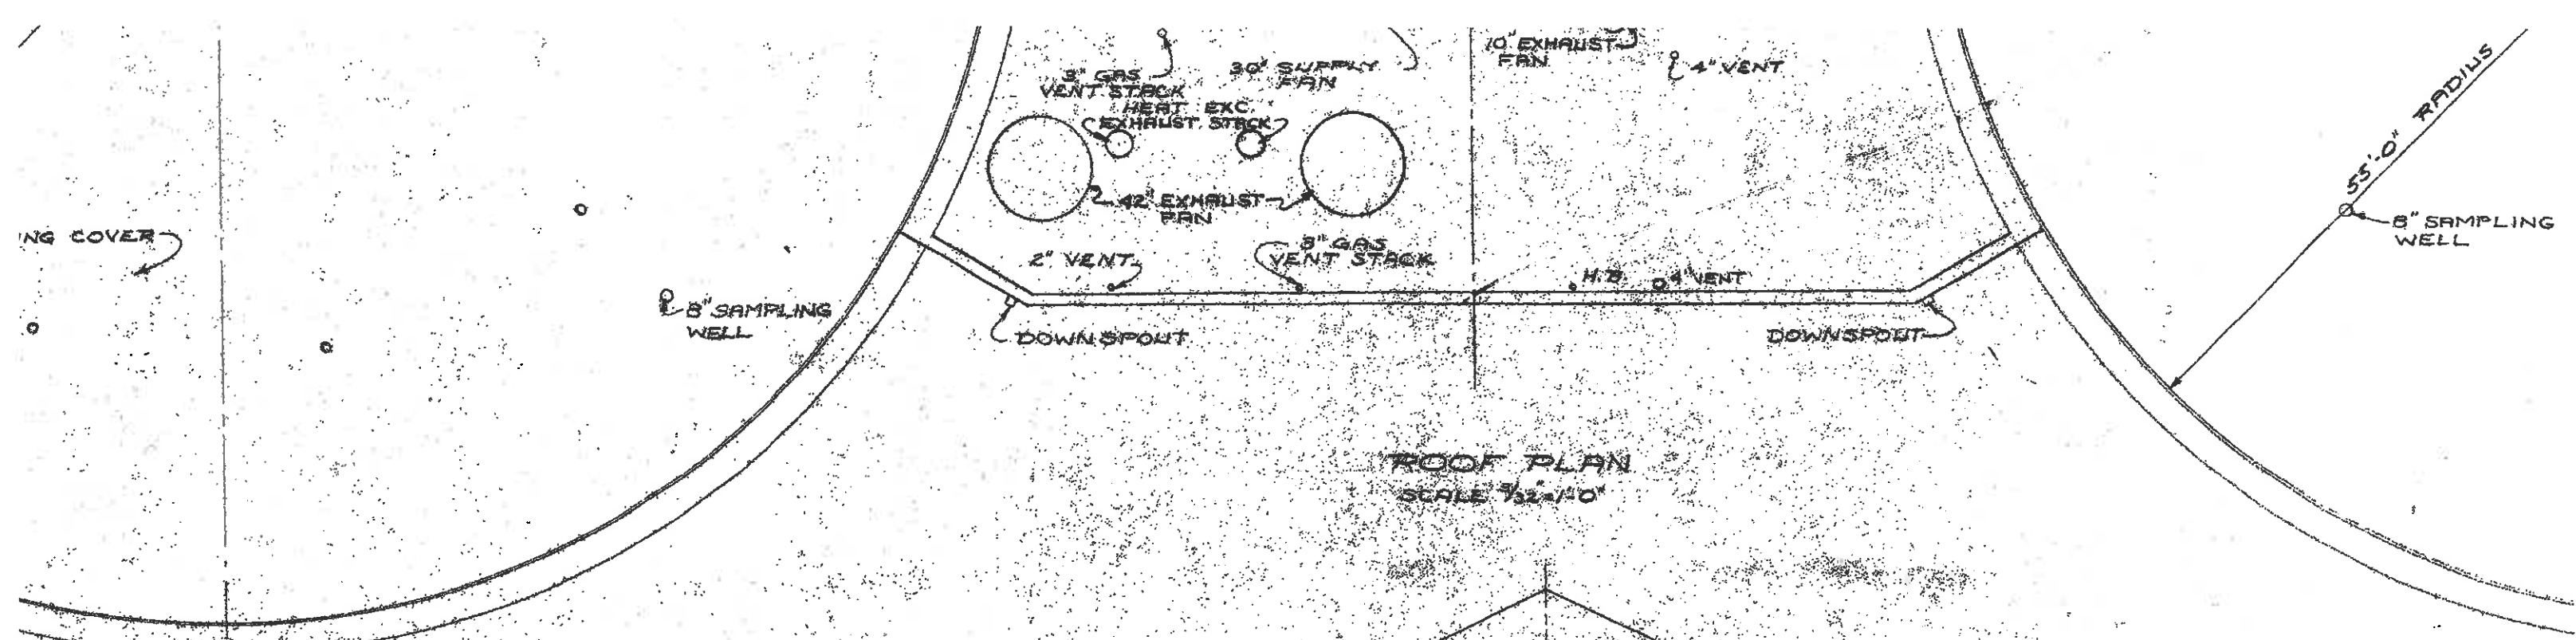 10" EXHAUST
FAN
4" VENT
3" GAS
VENT STACK
30" SUPPLY
FAN
HEAT EXC.
EXHAUST STACK
55'-0" RADIUS
42" EXHAUST
FAN
8" SAMPLING
WELL
NG COVER
2" VENT
3" GAS
VENT STACK
H.B.
4" VENT
8" SAMPLING
WELL
DOWNSPOUT
DOWNSPOUT
ROOF PLAN
SCALE 3/32"=1'-0"